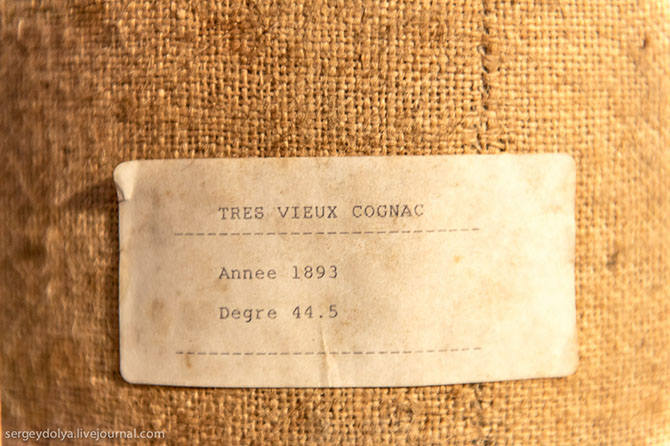 TRES VIEUX COGNAC
-------------------------
Annee 1893
Degre 44.5
-------------------------
sergeydolya.livejournal.com